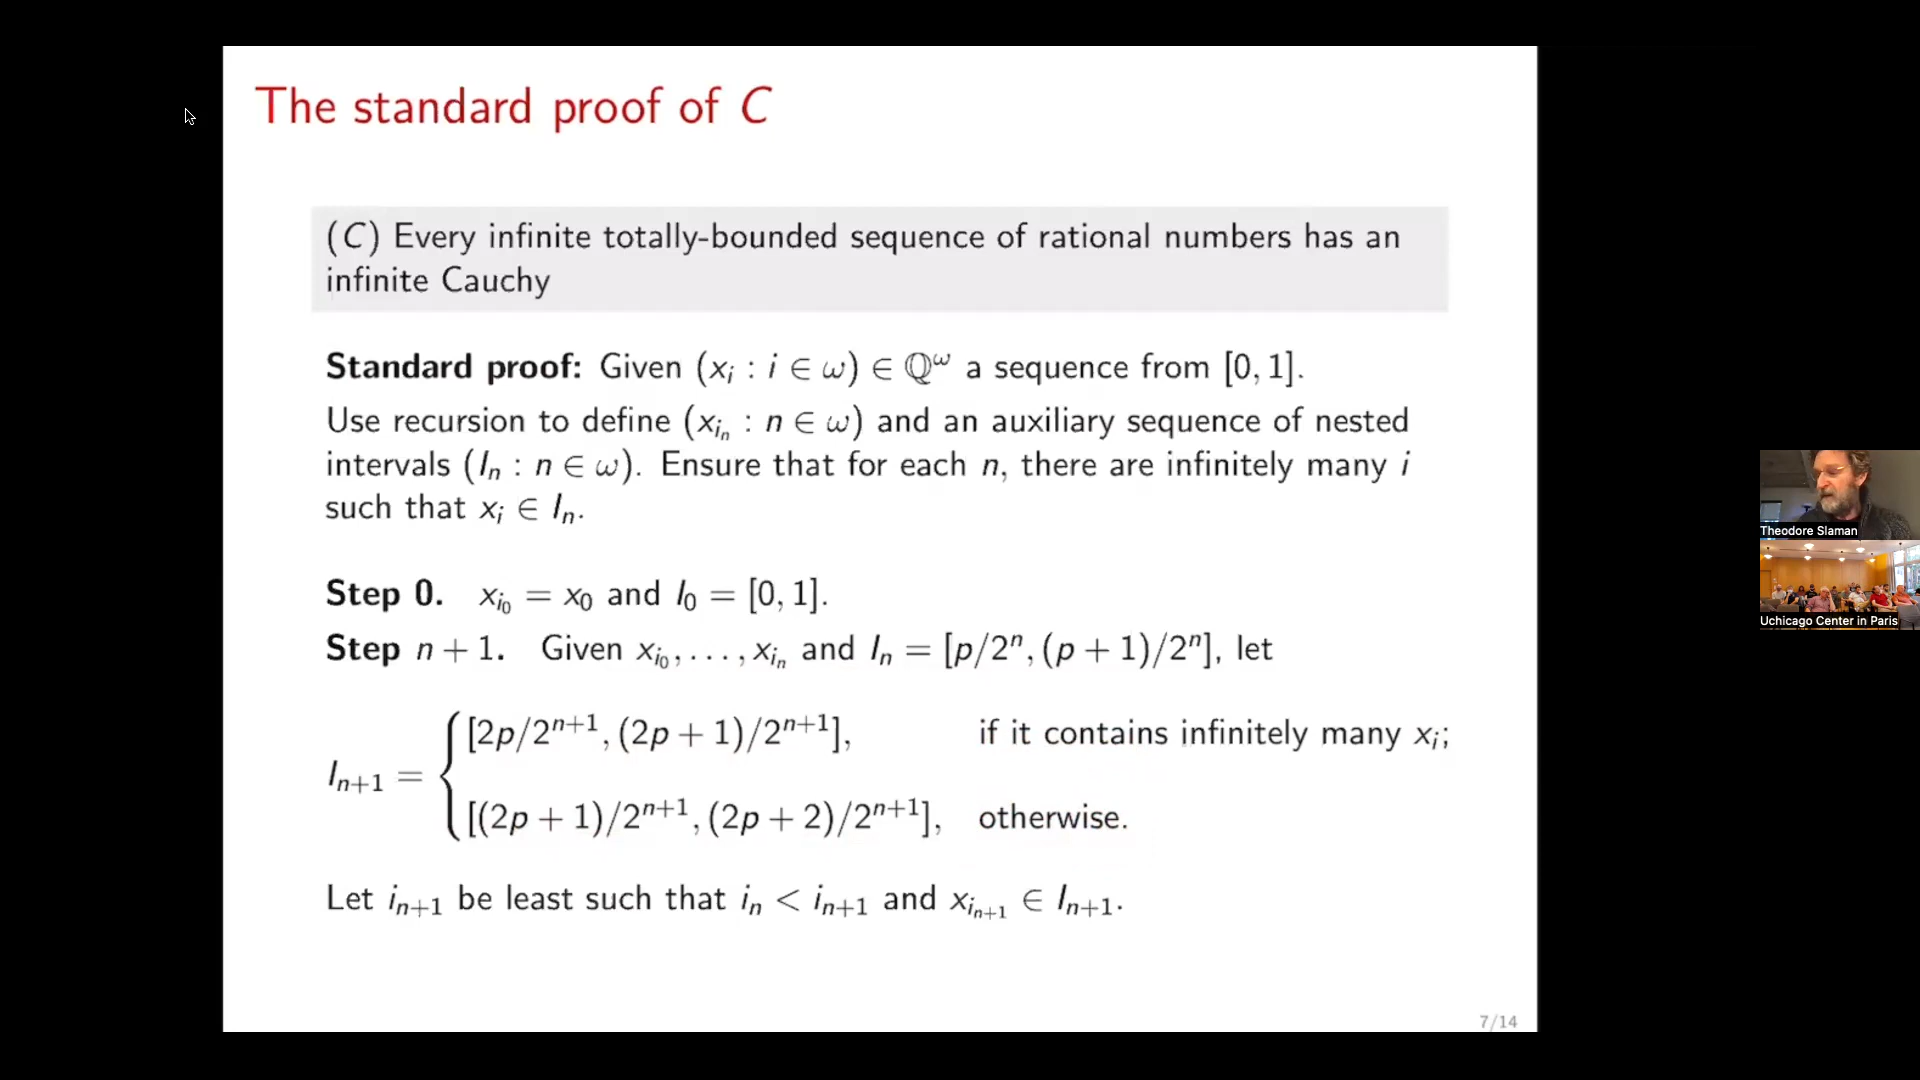 The standard proof of C
(C) Every infinite totally-bounded sequence of rational numbers has an
infinite Cauchy
Standard proof: Given (xᵢ : i ∈ ω) ∈ ℚ^ω a sequence from [0, 1].
Use recursion to define (x_{i_n} : n ∈ ω) and an auxiliary sequence of nested
intervals (I_n : n ∈ ω). Ensure that for each n, there are infinitely many i
such that x_i ∈ I_n.
Step 0. x_{i_0} = x_0 and I_0 = [0, 1].
Step n + 1. Given x_{i_0}, . . . , x_{i_n} and I_n = [p/2^n, (p + 1)/2^n], let
I_{n+1} = { [2p/2^{n+1}, (2p + 1)/2^{n+1}], if it contains infinitely many x_i;
[(2p + 1)/2^{n+1}, (2p + 2)/2^{n+1}], otherwise.
Let i_{n+1} be least such that i_n < i_{n+1} and x_{i_{n+1}} ∈ I_{n+1}.
7/14
Theodore Slaman
Uchicago Center in Paris